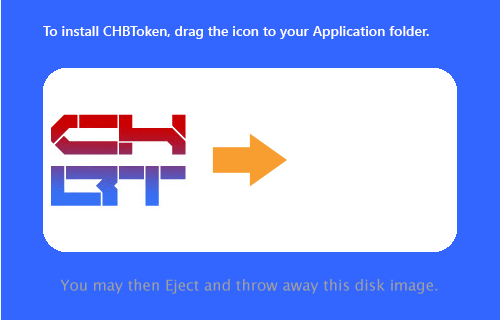 To install CHBToken, drag the icon to your Application folder.
CH
BT
You may then Eject and throw away this disk image.